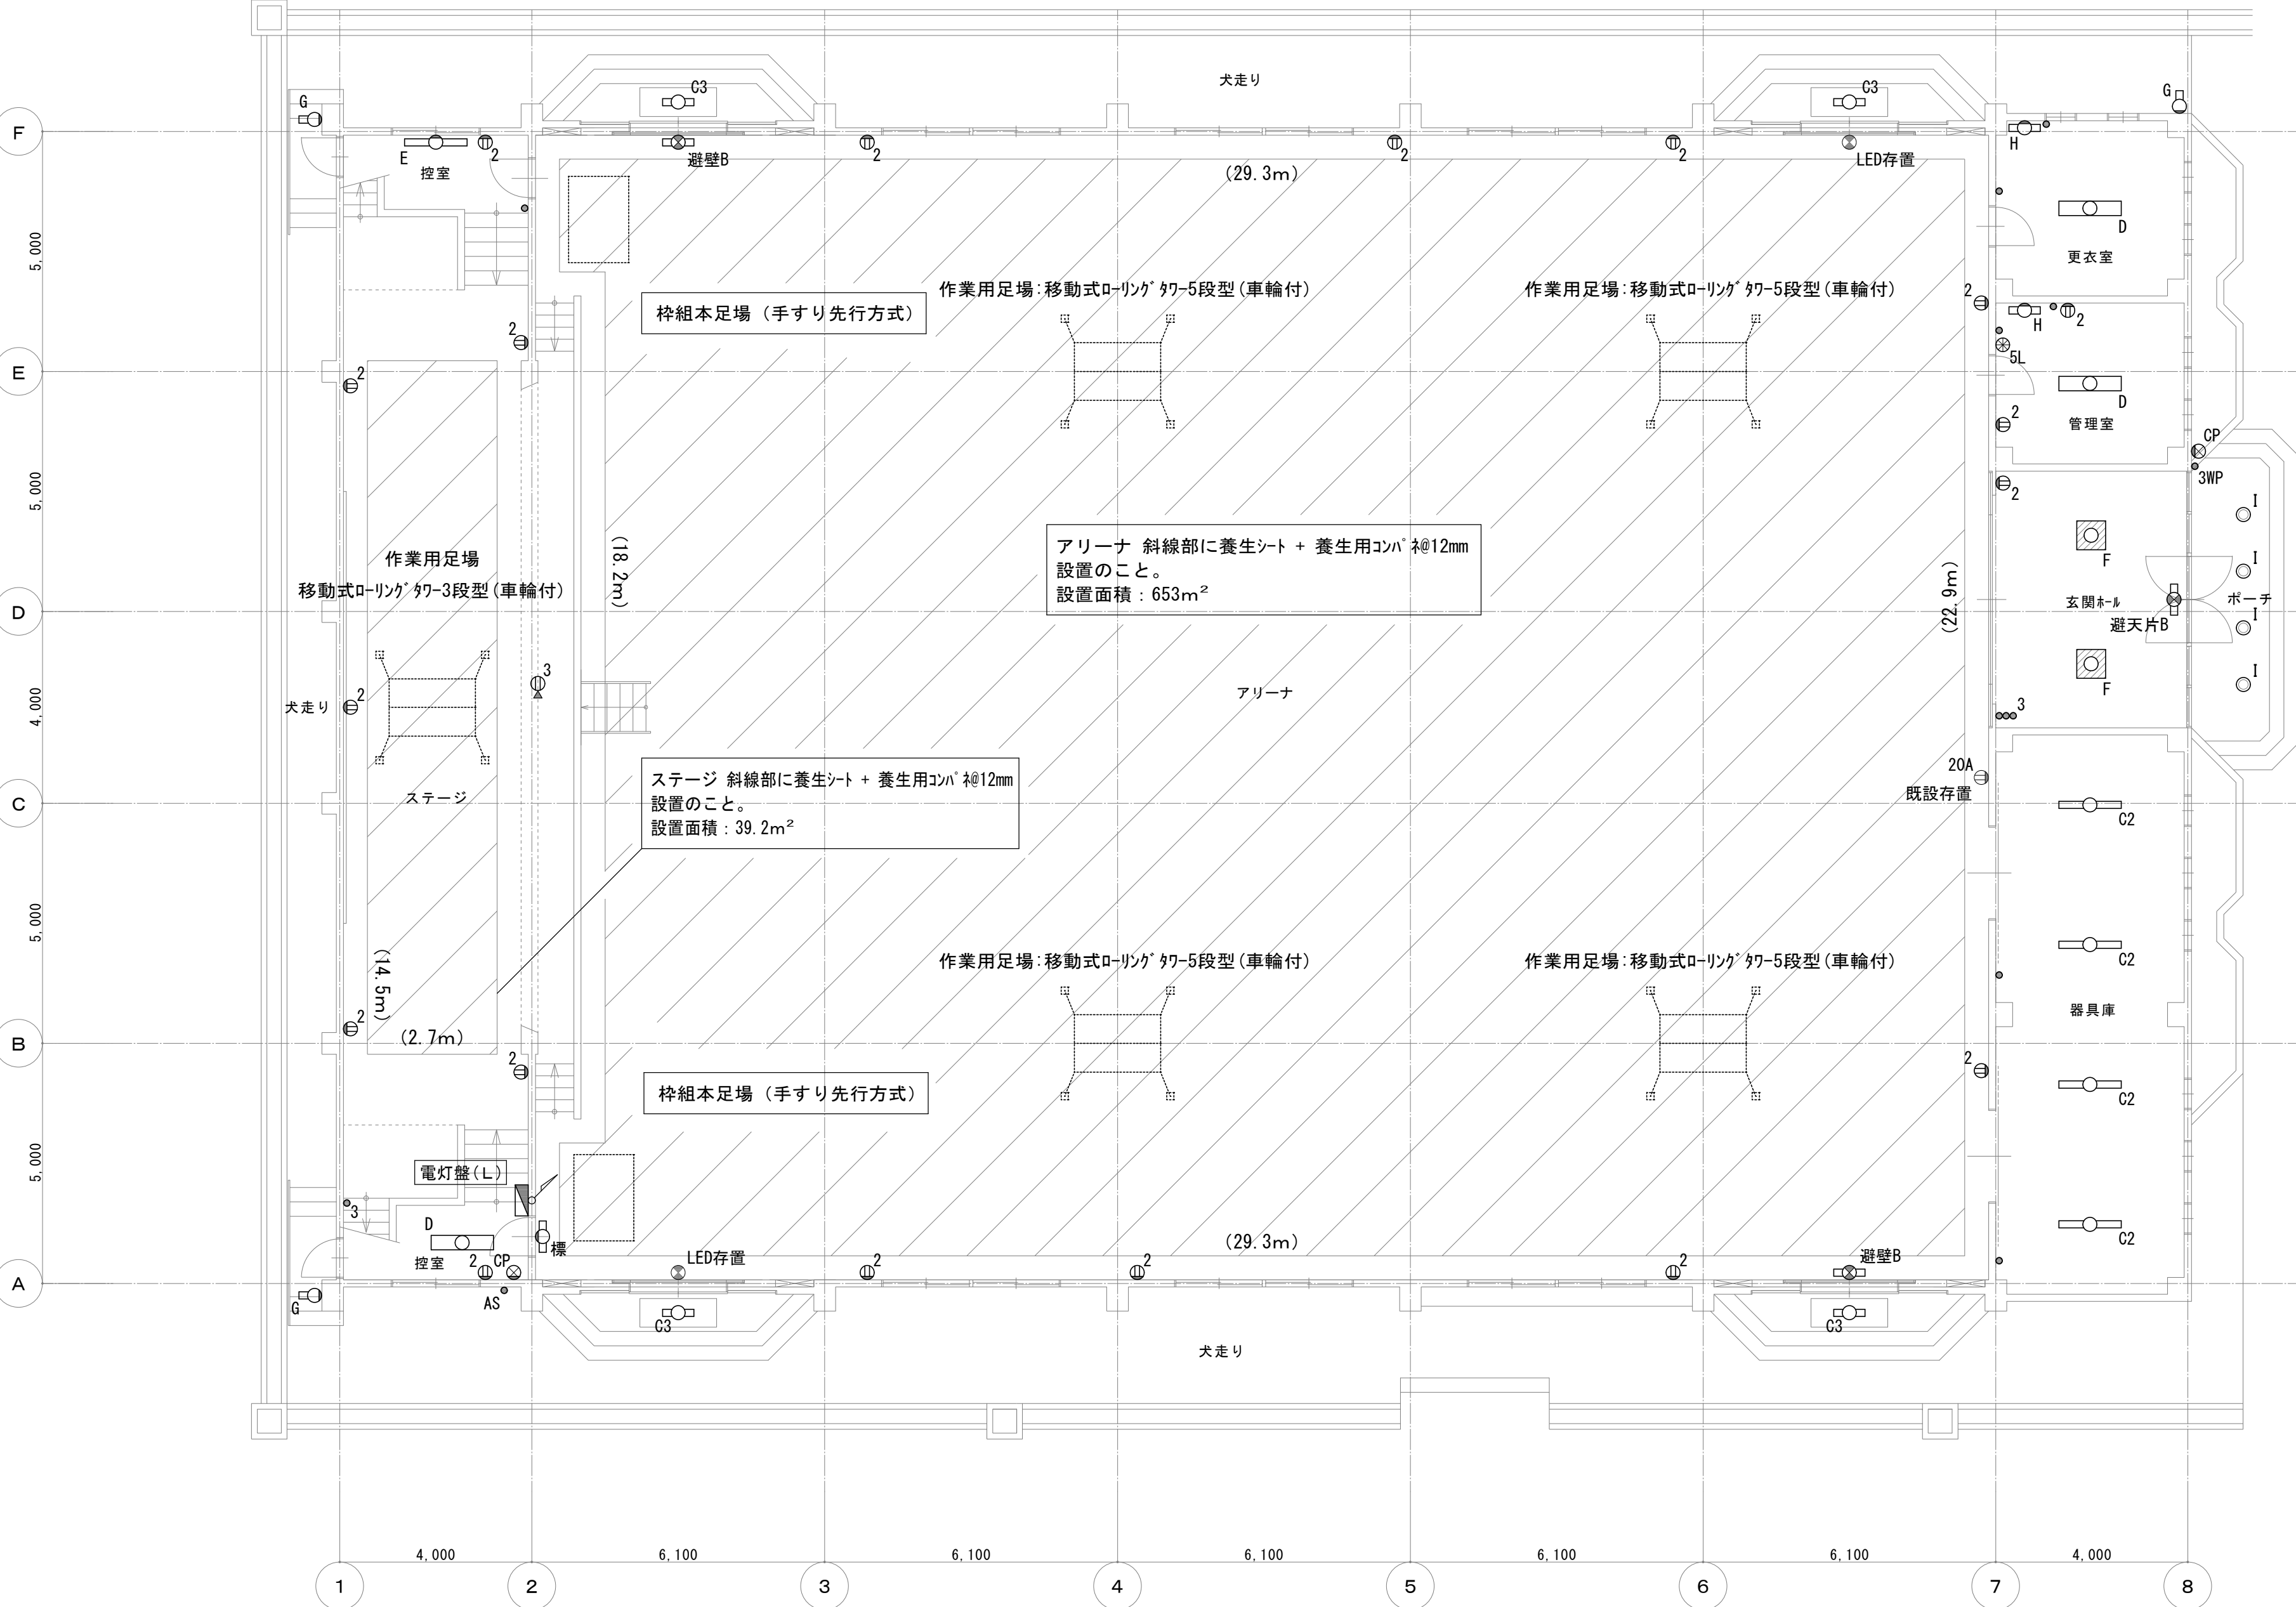 犬走り
C3
C3
G
G
F
E
2
控室
避壁B
2
2
2
LED存置
H
(29.3m)
D
更衣室
5,000
作業用足場:移動式ﾛｰﾘﾝｸﾞﾀﾜｰ5段型(車輪付)
作業用足場:移動式ﾛｰﾘﾝｸﾞﾀﾜｰ5段型(車輪付)
枠組本足場（手すり先行方式）
2
2
H
2
5L
E
2
D
管理室
2
CP
3WP
5,000
2
I
アリーナ 斜線部に養生ｼｰﾄ + 養生用ｺﾝﾊﾟﾈ@12mm
設置のこと。
設置面積：653m²
作業用足場
移動式ﾛｰﾘﾝｸﾞﾀﾜｰ3段型(車輪付)
(18.2m)
(22.9m)
F
I
D
玄関ﾎｰﾙ
ポーチ
避天片B
I
3
アリーナ
F
I
4,000
犬走り
2
3
ステージ 斜線部に養生ｼｰﾄ + 養生用ｺﾝﾊﾟﾈ@12mm
設置のこと。
設置面積：39.2m²
20A
既設存置
ステージ
C
C2
5,000
作業用足場:移動式ﾛｰﾘﾝｸﾞﾀﾜｰ5段型(車輪付)
作業用足場:移動式ﾛｰﾘﾝｸﾞﾀﾜｰ5段型(車輪付)
C2
(14.5m)
器具庫
2
(2.7m)
B
2
2
枠組本足場（手すり先行方式）
C2
5,000
電灯盤(L)
3
D
標
C2
控室
2
CP
LED存置
2
2
2
(29.3m)
避壁B
A
G
AS
C3
C3
犬走り
4,000
6,100
6,100
6,100
6,100
6,100
4,000
1
2
3
4
5
6
7
8